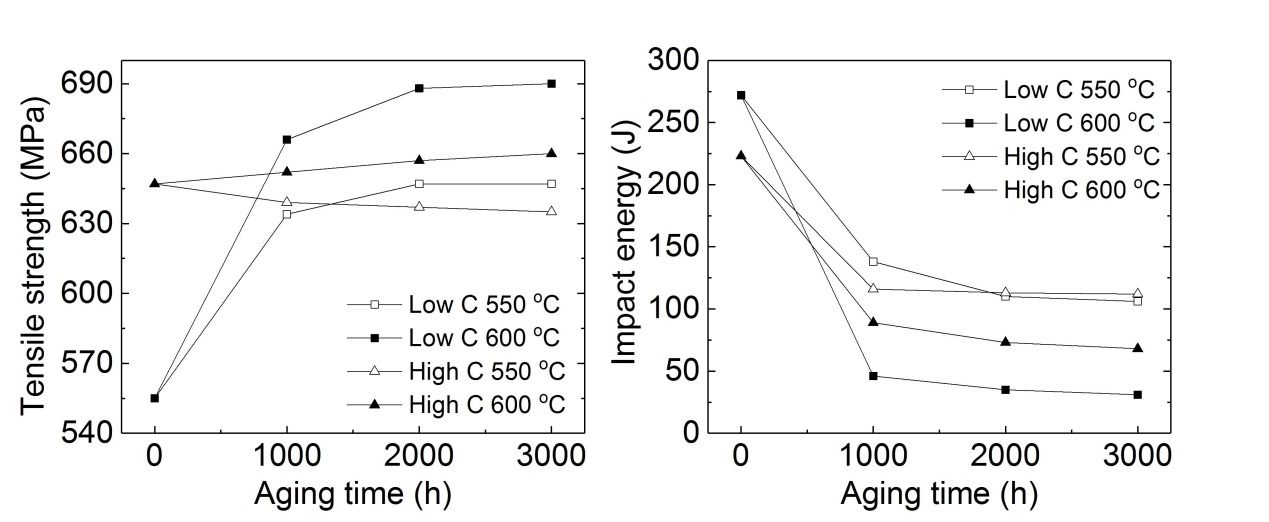 Tensile strength (MPa)
690
660
630
600
570
540
0 1000 2000 3000
Aging time (h)
Low C 550 °C
Low C 600 °C
High C 550 °C
High C 600 °C
Impact energy (J)
300
250
200
150
100
50
0
0 1000 2000 3000
Aging time (h)
Low C 550 °C
Low C 600 °C
High C 550 °C
High C 600 °C